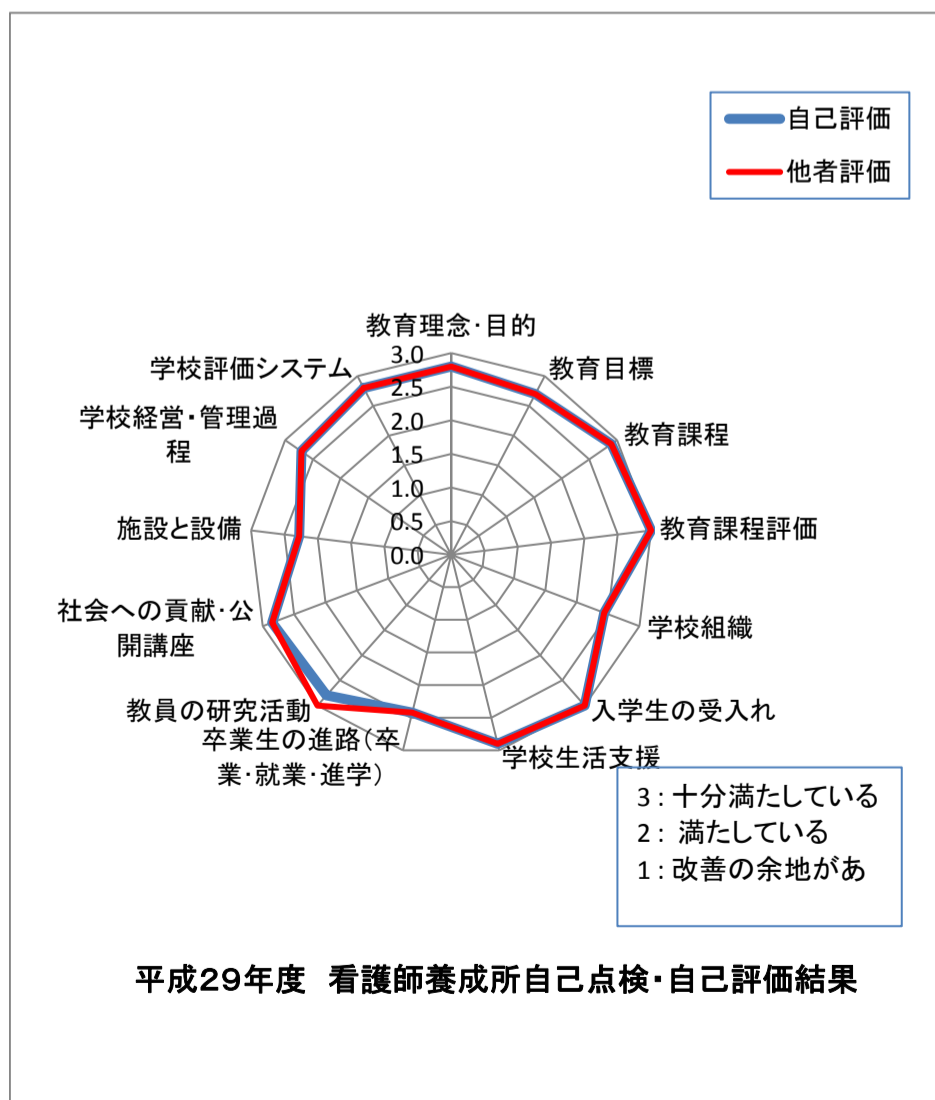 自己評価
他者評価
教育理念・目的
教育目標
教育課程
教育課程評価
学校組織
入学生の受入れ
学校生活支援
卒業生の進路(卒
業・就業・進学)
教員の研究活動
社会への貢献・公
開講座
施設と設備
学校経営・管理過
程
学校評価システム
3.0
2.5
2.0
1.5
1.0
0.5
0.0
3 : 十分満たしている
2 : 満たしている
1 : 改善の余地があ
平成29年度 看護師養成所自己点検・自己評価結果